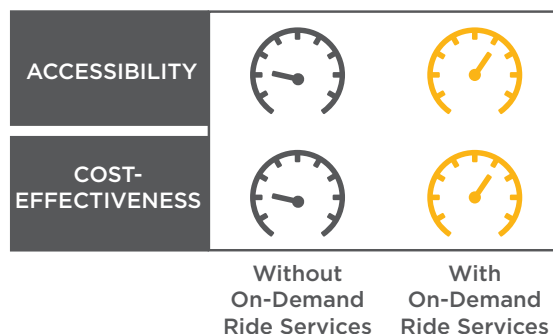 ACCESSIBILITY
COST-
EFFECTIVENESS
Without
On-Demand
Ride Services
With
On-Demand
Ride Services